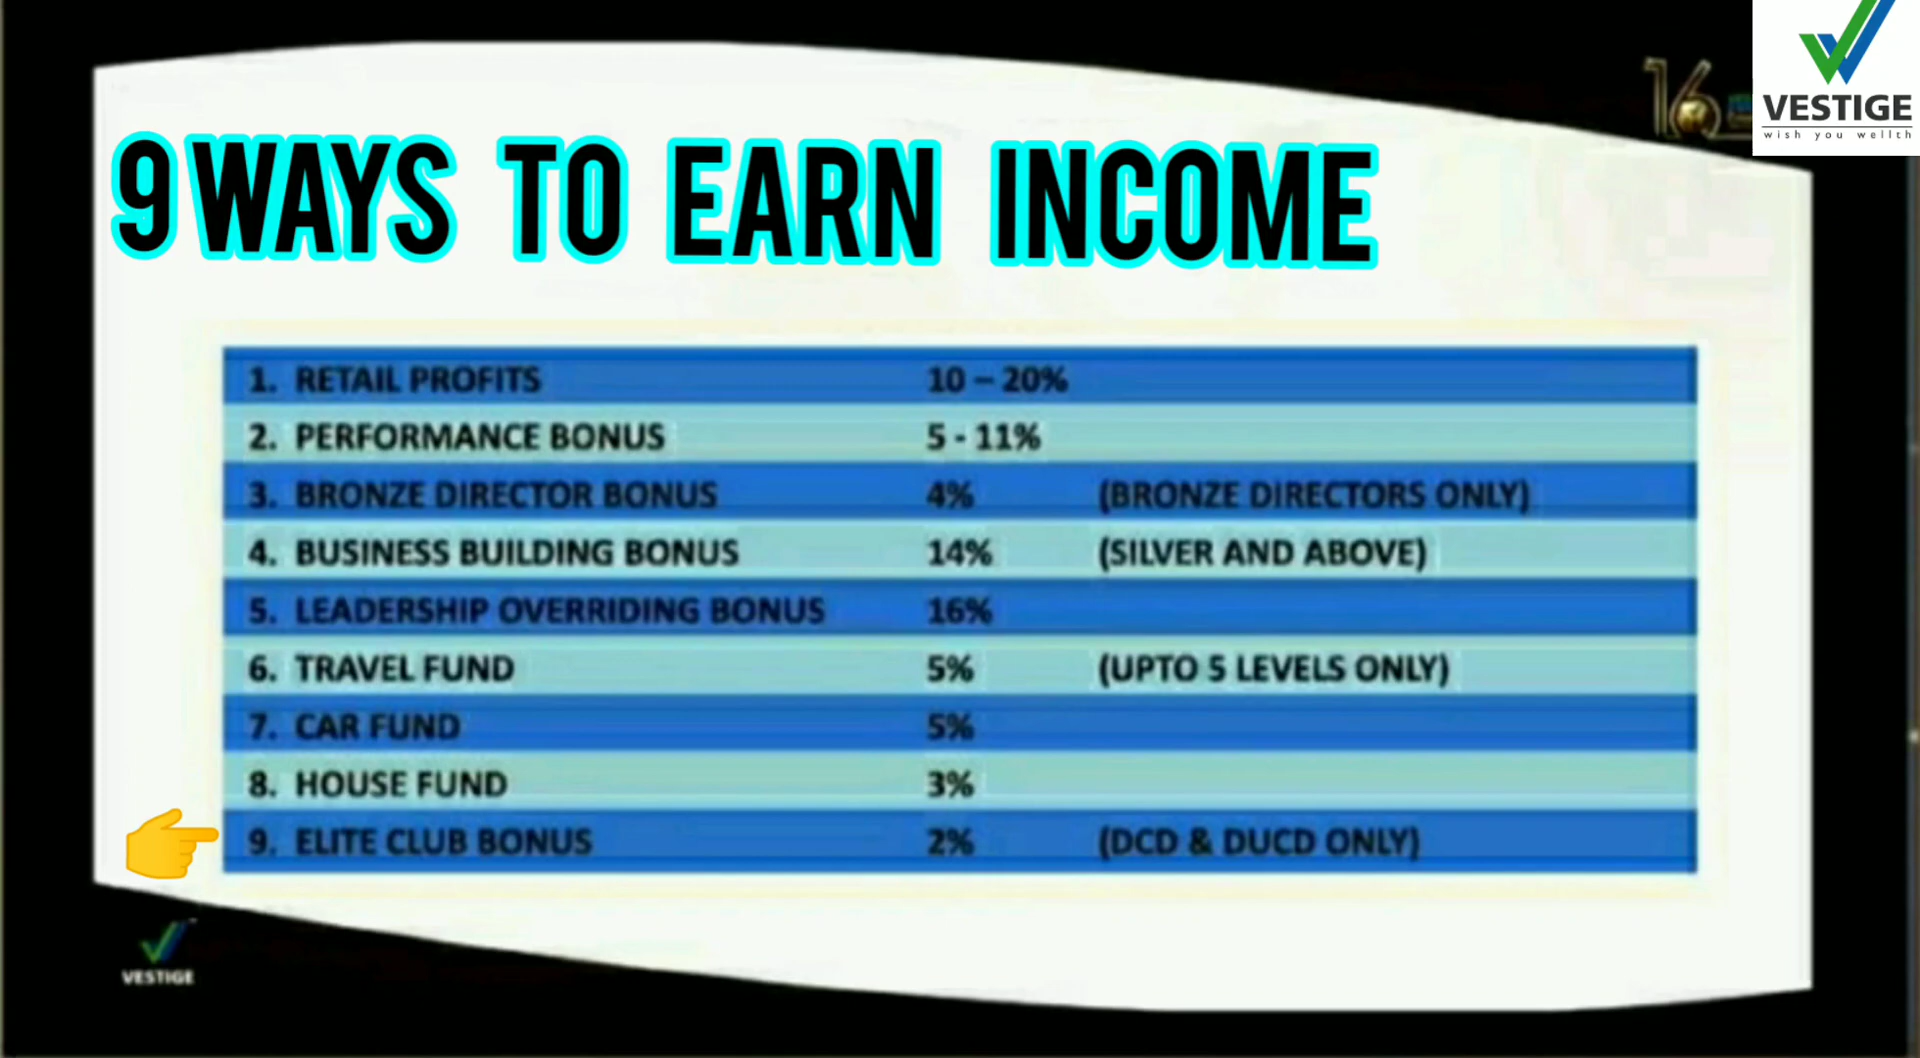 16
VESTIGE
wish you wellth
9 WAYS TO EARN INCOME
1. RETAIL PROFITS 10 – 20%
2. PERFORMANCE BONUS 5 - 11%
3. BRONZE DIRECTOR BONUS 4% (BRONZE DIRECTORS ONLY)
4. BUSINESS BUILDING BONUS 14% (SILVER AND ABOVE)
5. LEADERSHIP OVERRIDING BONUS 16%
6. TRAVEL FUND 5% (UPTO 5 LEVELS ONLY)
7. CAR FUND 5%
8. HOUSE FUND 3%
9. ELITE CLUB BONUS 2% (DCD & DUCD ONLY)
VESTIGE